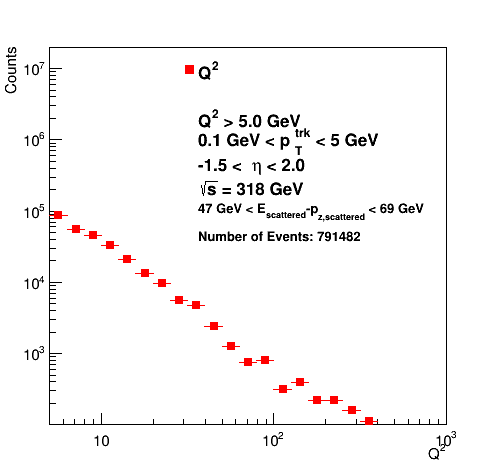 Counts
10⁷
10⁶
10⁵
10⁴
10³
Q²
Q² > 5.0 GeV
0.1 GeV < p_T^trk < 5 GeV
-1.5 < η < 2.0
√s = 318 GeV
47 GeV < E_scattered-p_z,scattered < 69 GeV
Number of Events: 791482
10
10²
10³
Q²